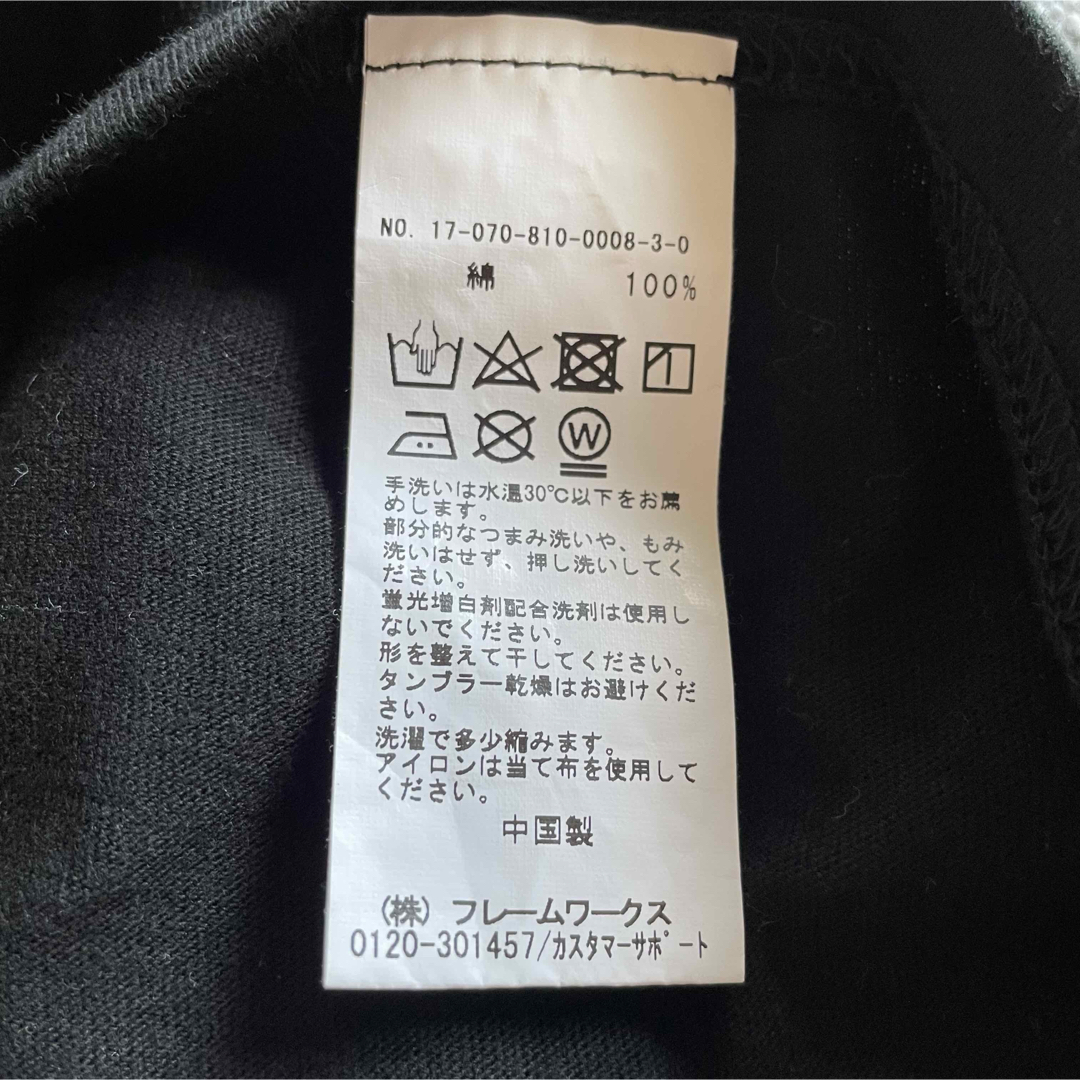 NO. 17-070-810-0008-3-0
綿 100%
W
手洗いは水温30℃以下をお薦
めします。
部分的なつまみ洗いや、もみ
洗いはせず、押し洗いしてく
ださい。
蛍光増白剤配合洗剤は使用し
ないでください。
形を整えて干してください。
タンブラー乾燥はお避けくだ
さい。
洗濯で多少縮みます。
アイロンは当て布を使用して
ください。
中国製
(株) フレームワークス
0120-301457/カスタマーサポート